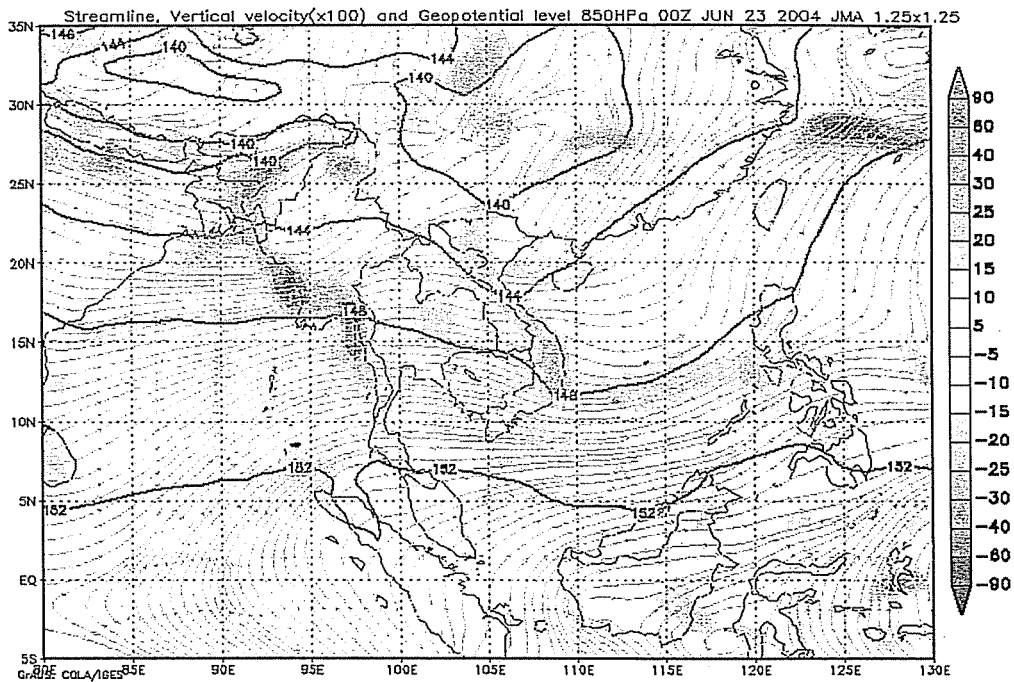 Streamline, Vertical velocity(x100) and Geopotential level 850HPa 00Z JUN 23 2004 JMA 1.25x1.25
35N
30N
25N
20N
15N
10N
5N
EQ
5S
80E 85E 90E 95E 100E 105E 110E 115E 120E 125E 130E
146
144
140
144
140
140
140
140
144
144
148
148
152
152
152
152
152
90
60
40
30
25
20
15
10
5
-5
-10
-15
-20
-25
-30
-40
-60
-90
GrADS: COLA/IGES